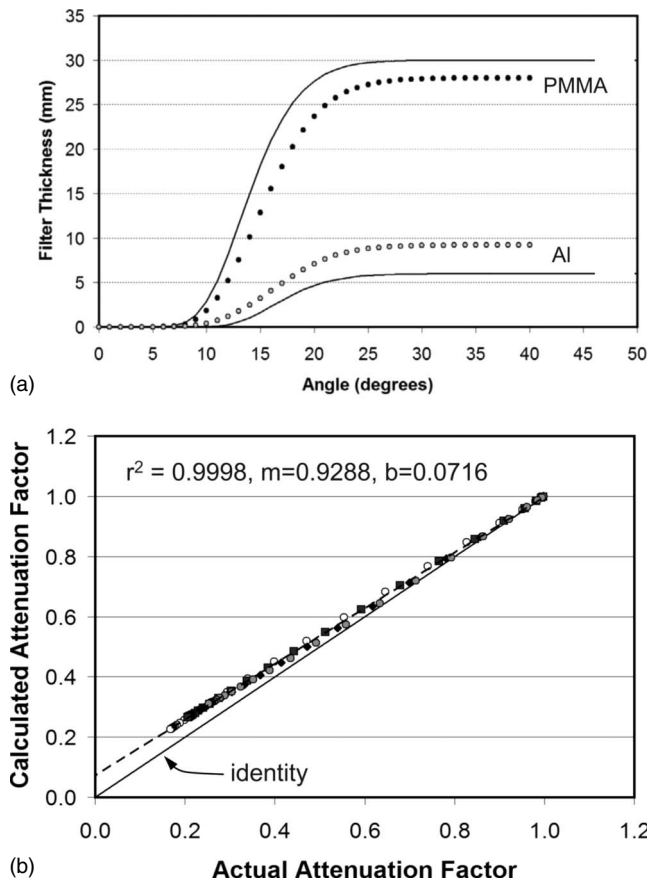 35
30
25
20
15
10
5
0
Filter Thickness (mm)
PMMA
Al
0 5 10 15 20 25 30 35 40 45 50
Angle (degrees)
(a)
1.2
1.0
0.8
0.6
0.4
0.2
0.0
Calculated Attenuation Factor
r² = 0.9998, m=0.9288, b=0.0716
identity
0.0 0.2 0.4 0.6 0.8 1.0 1.2
Actual Attenuation Factor
(b)